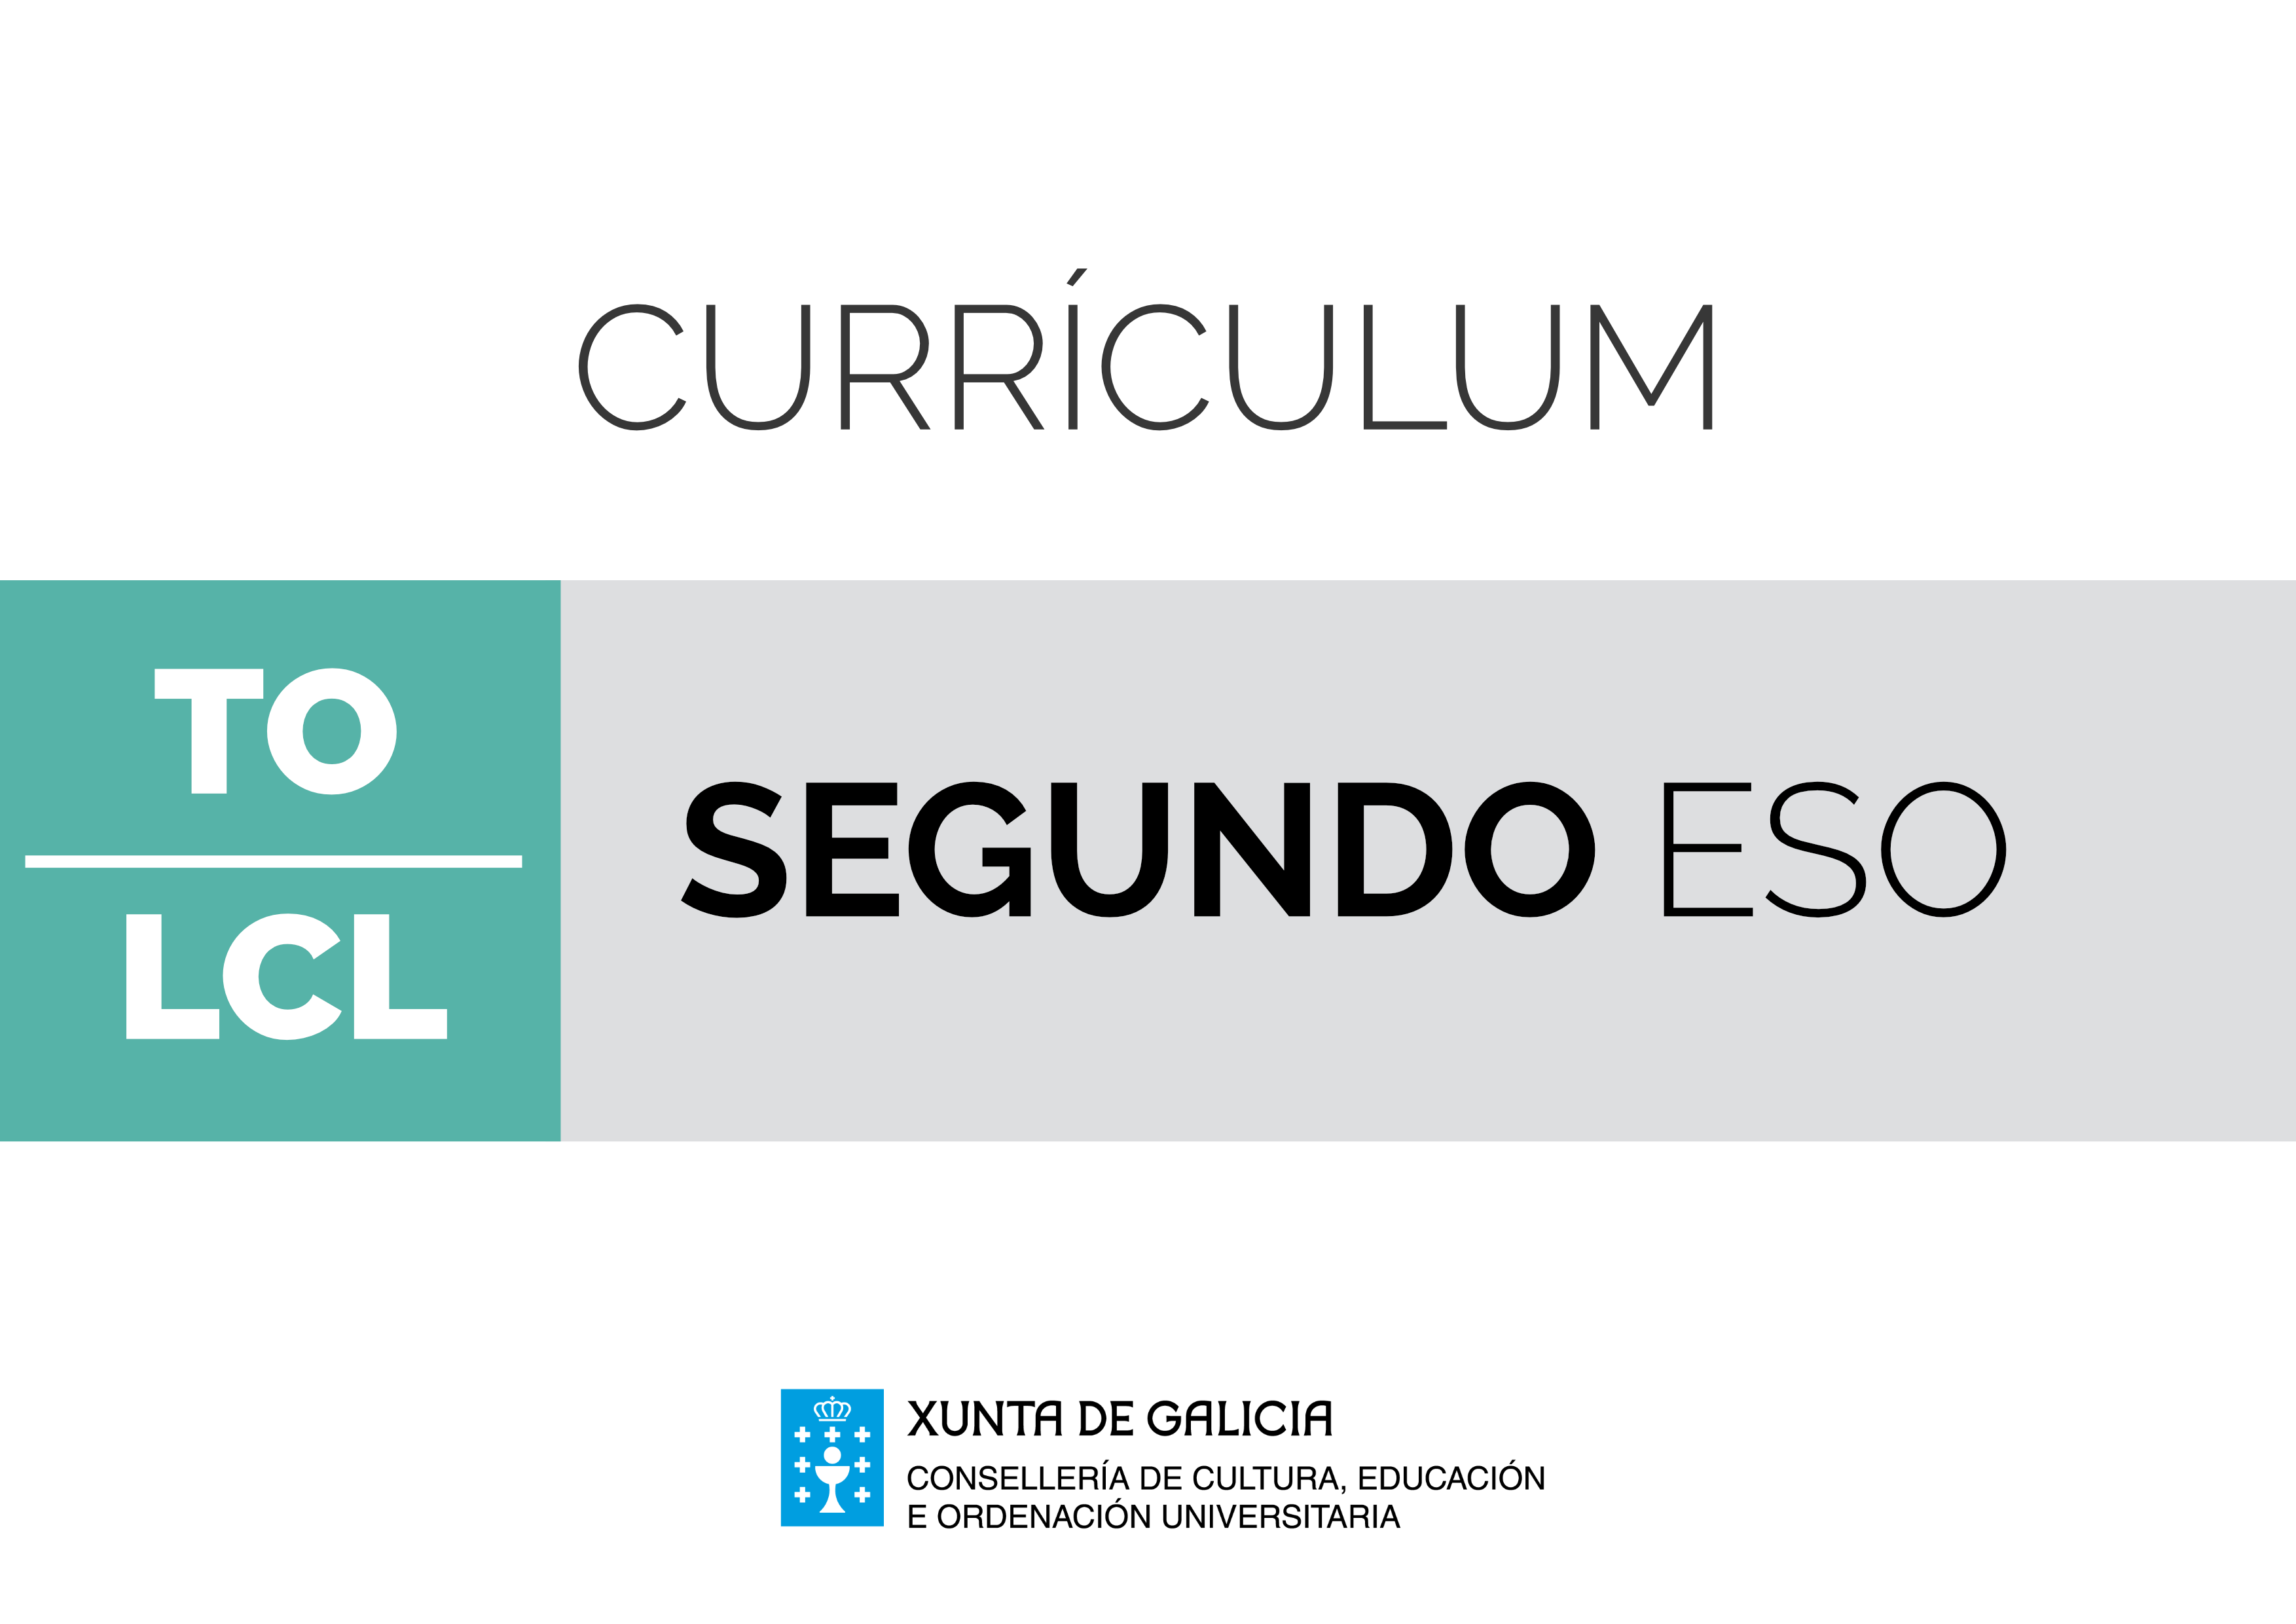 CURRÍCULUM
TO
LCL
SEGUNDO ESO
XUNTA DE GALICIA
CONSELLERÍA DE CULTURA, EDUCACIÓN
E ORDENACIÓN UNIVERSITARIA